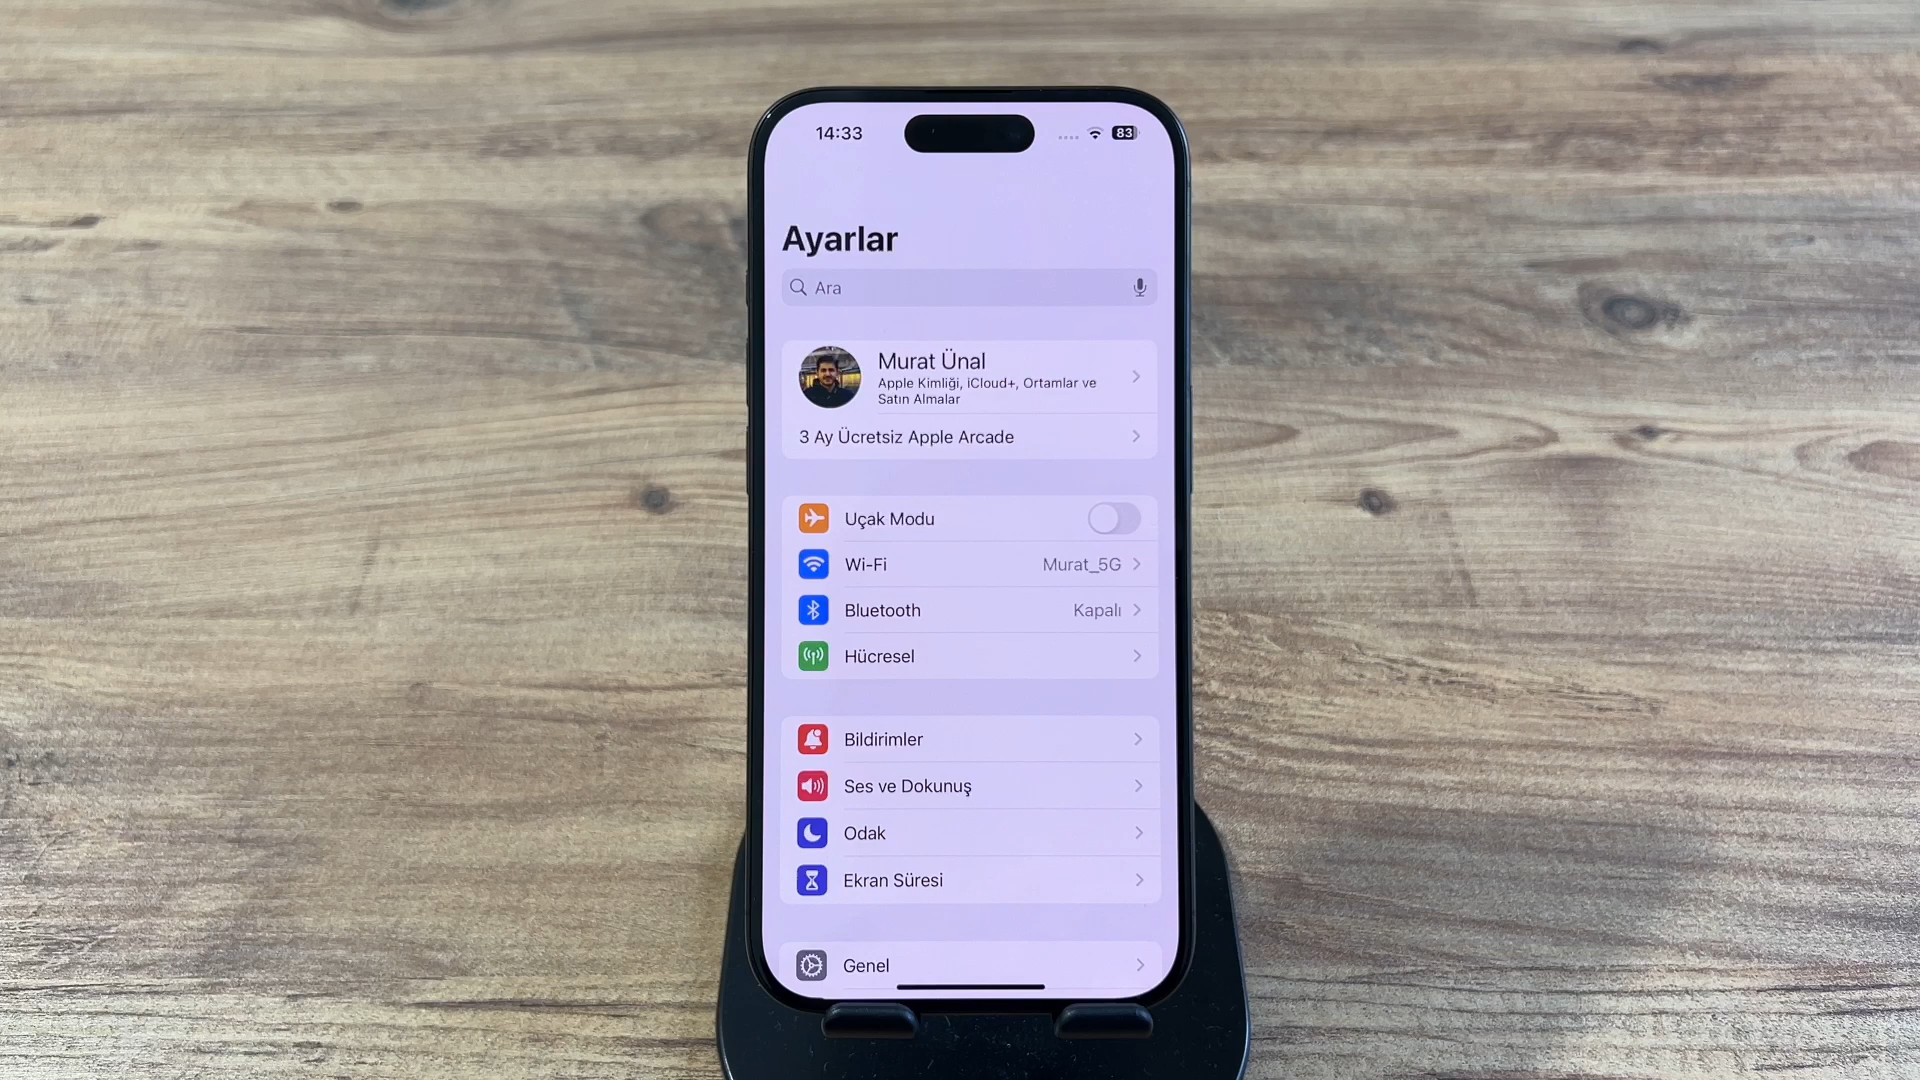 14:33
83
Ayarlar
Ara
Murat Ünal
Apple Kimliği, iCloud+, Ortamlar ve
Satın Almalar
3 Ay Ücretsiz Apple Arcade
Uçak Modu
Wi-Fi Murat_5G
Bluetooth Kapalı
Hücresel
Bildirimler
Ses ve Dokunuş
Odak
Ekran Süresi
Genel